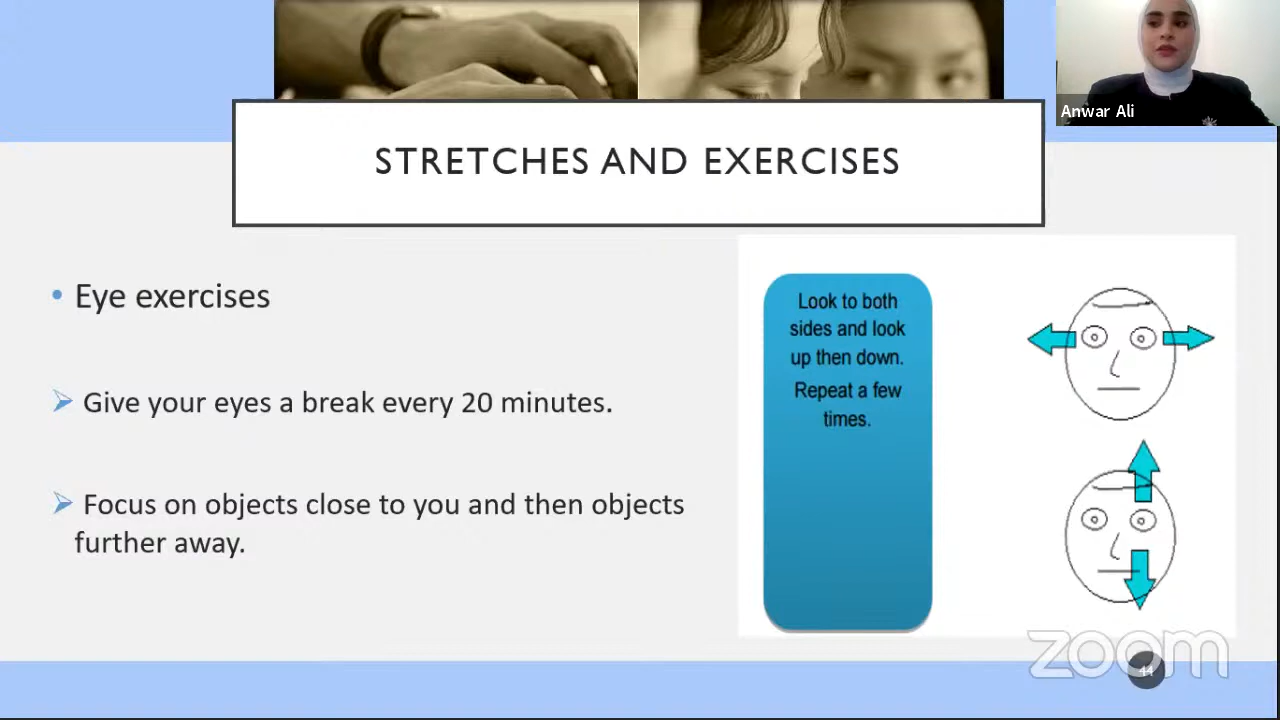 Anwar Ali
STRETCHES AND EXERCISES
• Eye exercises
Give your eyes a break every 20 minutes.
Focus on objects close to you and then objects
further away.
Look to both
sides and look
up then down.
Repeat a few
times.
zoom
44